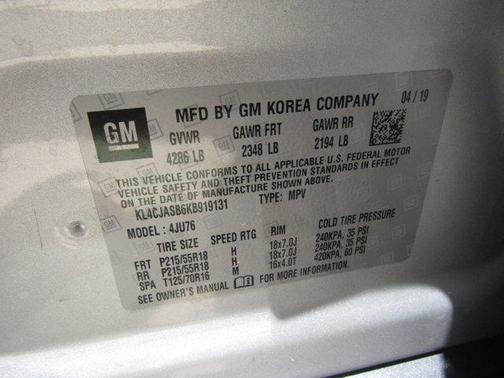 GM
MFD BY GM KOREA COMPANY 04 / 19
GVWR GAWR FRT GAWR RR
4286 LB 2348 LB 2194 LB
THIS VEHICLE CONFORMS TO ALL APPLICABLE U.S. FEDERAL MOTOR
VEHICLE SAFETY AND THEFT PREVENTION STANDARDS IN EFFECT
ON THE DATE OF MANUFACTURE SHOWN ABOVE.
KL4CJASB6KB919131 TYPE: MPV
MODEL : 4JU76
TIRE SIZE SPEED RTG RIM COLD TIRE PRESSURE
FRT P215/55R18 H 18x7.0J 240KPA, 35 PSI
RR P215/55R18 H 18x7.0J 240KPA, 35 PSI
SPA T125/70R16 M 16x4.0T 420KPA, 60 PSI
SEE OWNER'S MANUAL FOR MORE INFORMATION.